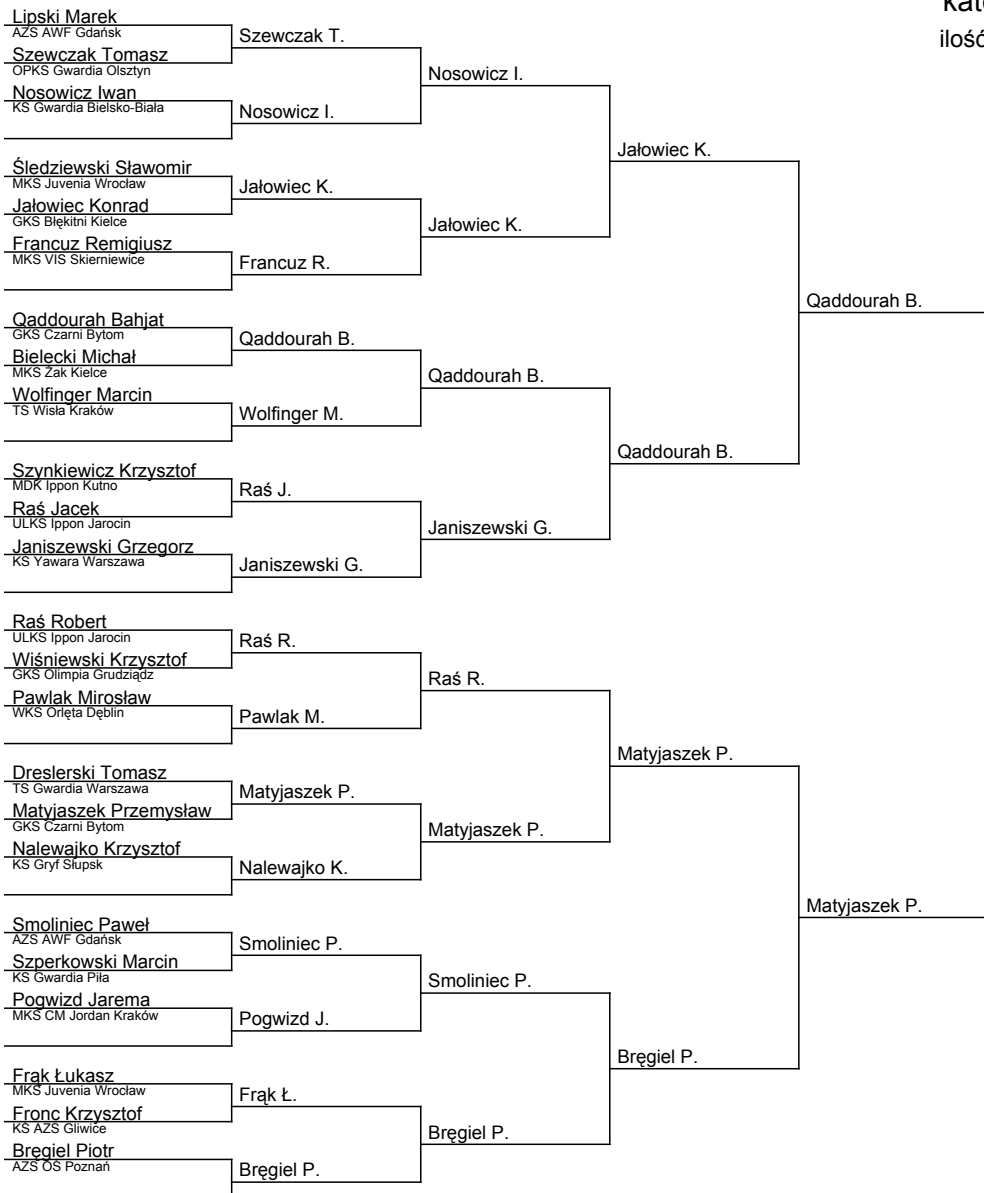 kat
ilość
Lipski Marek
AZS AWF Gdańsk
Szewczak Tomasz
OPKS Gwardia Olsztyn
Nosowicz Iwan
KS Gwardia Bielsko-Biała
Śledziewski Sławomir
MKS Juvenia Wrocław
Jałowiec Konrad
GKS Błękitni Kielce
Francuz Remigiusz
MKS VIS Skierniewice
Qaddourah Bahjat
GKS Czarni Bytom
Bielecki Michał
MKS Żak Kielce
Wolfinger Marcin
TS Wisła Kraków
Szynkiewicz Krzysztof
MDK Ippon Kutno
Raś Jacek
ULKS Ippon Jarocin
Janiszewski Grzegorz
KS Yawara Warszawa
Raś Robert
ULKS Ippon Jarocin
Wiśniewski Krzysztof
GKS Olimpia Grudziądz
Pawlak Mirosław
WKS Orlęta Dęblin
Dreslerski Tomasz
TS Gwardia Warszawa
Matyjaszek Przemysław
GKS Czarni Bytom
Nalewajko Krzysztof
KS Gryf Słupsk
Smoliniec Paweł
AZS AWF Gdańsk
Szperkowski Marcin
KS Gwardia Piła
Pogwizd Jarema
MKS CM Jordan Kraków
Frąk Łukasz
MKS Juvenia Wrocław
Fronc Krzysztof
KS AZS Gliwice
Bręgiel Piotr
AZS OŚ Poznań
Szewczak T.
Nosowicz I.
Jałowiec K.
Francuz R.
Qaddourah B.
Wolfinger M.
Raś J.
Janiszewski G.
Raś R.
Pawlak M.
Matyjaszek P.
Nalewajko K.
Smoliniec P.
Pogwizd J.
Frąk Ł.
Bręgiel P.
Nosowicz I.
Jałowiec K.
Qaddourah B.
Janiszewski G.
Raś R.
Matyjaszek P.
Smoliniec P.
Bręgiel P.
Jałowiec K.
Qaddourah B.
Matyjaszek P.
Bręgiel P.
Qaddourah B.
Matyjaszek P.